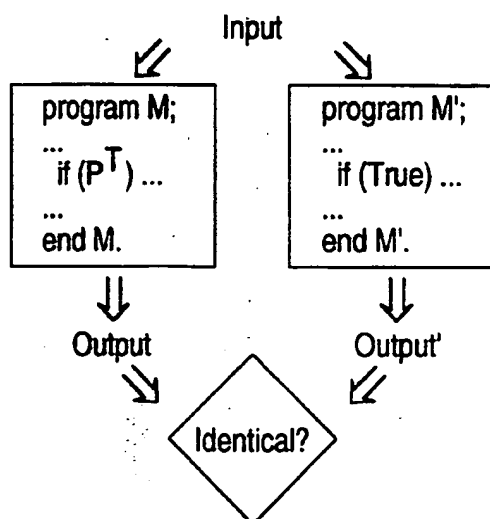 Input
program M;
...
if (P^T) ...
...
end M.
program M';
...
if (True) ...
...
end M'.
Output
Output'
Identical?